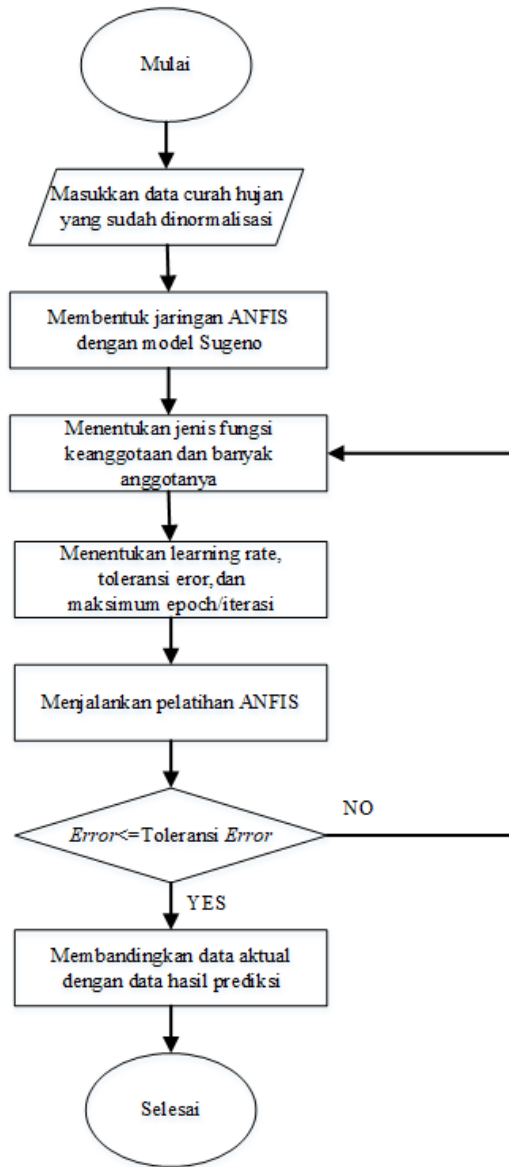 Mulai
Masukkan data curah hujan
yang sudah dinormalisasi
Membentuk jaringan ANFIS
dengan model Sugeno
Menentukan jenis fungsi
keanggotaan dan banyak
anggotanya
Menentukan learning rate,
toleransi eror, dan
maksimum epoch/iterasi
Menjalankan pelatihan ANFIS
Error<=Toleransi Error
NO
YES
Membandingkan data aktual
dengan data hasil prediksi
Selesai